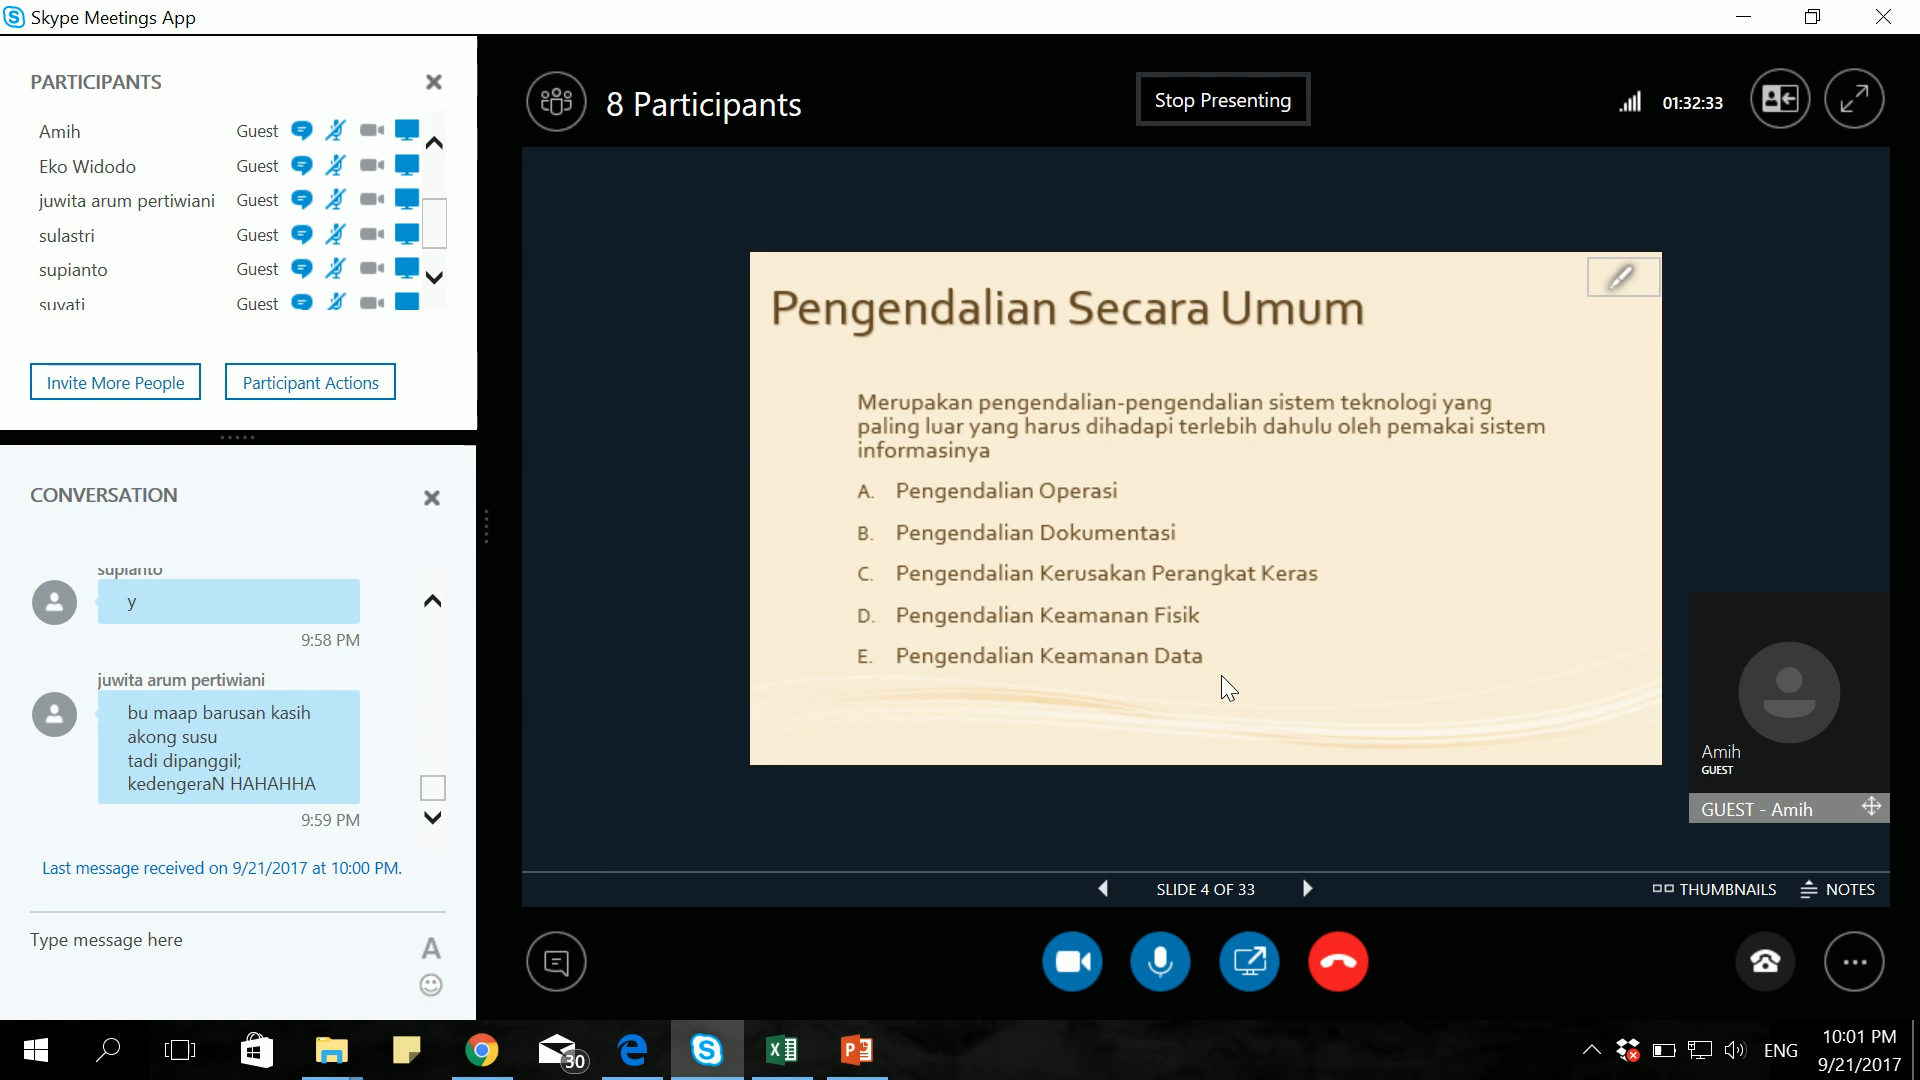 Skype Meetings App
PARTICIPANTS
Amih Guest
Eko Widodo Guest
juwita arum pertiwiani Guest
sulastri Guest
supianto Guest
suyati Guest
Invite More People
Participant Actions
CONVERSATION
supianto
y
9:58 PM
juwita arum pertiwiani
bu maap barusan kasih
akong susu
tadi dipanggil;
kedengeraN HAHAHHA
9:59 PM
Last message received on 9/21/2017 at 10:00 PM.
Type message here
A
8 Participants
Stop Presenting
01:32:33
Pengendalian Secara Umum
Merupakan pengendalian-pengendalian sistem teknologi yang
paling luar yang harus dihadapi terlebih dahulu oleh pemakai sistem
informasinya
A. Pengendalian Operasi
B. Pengendalian Dokumentasi
C. Pengendalian Kerusakan Perangkat Keras
D. Pengendalian Keamanan Fisik
E. Pengendalian Keamanan Data
Amih
GUEST
GUEST - Amih
SLIDE 4 OF 33
THUMBNAILS
NOTES
30
ENG
10:01 PM
9/21/2017